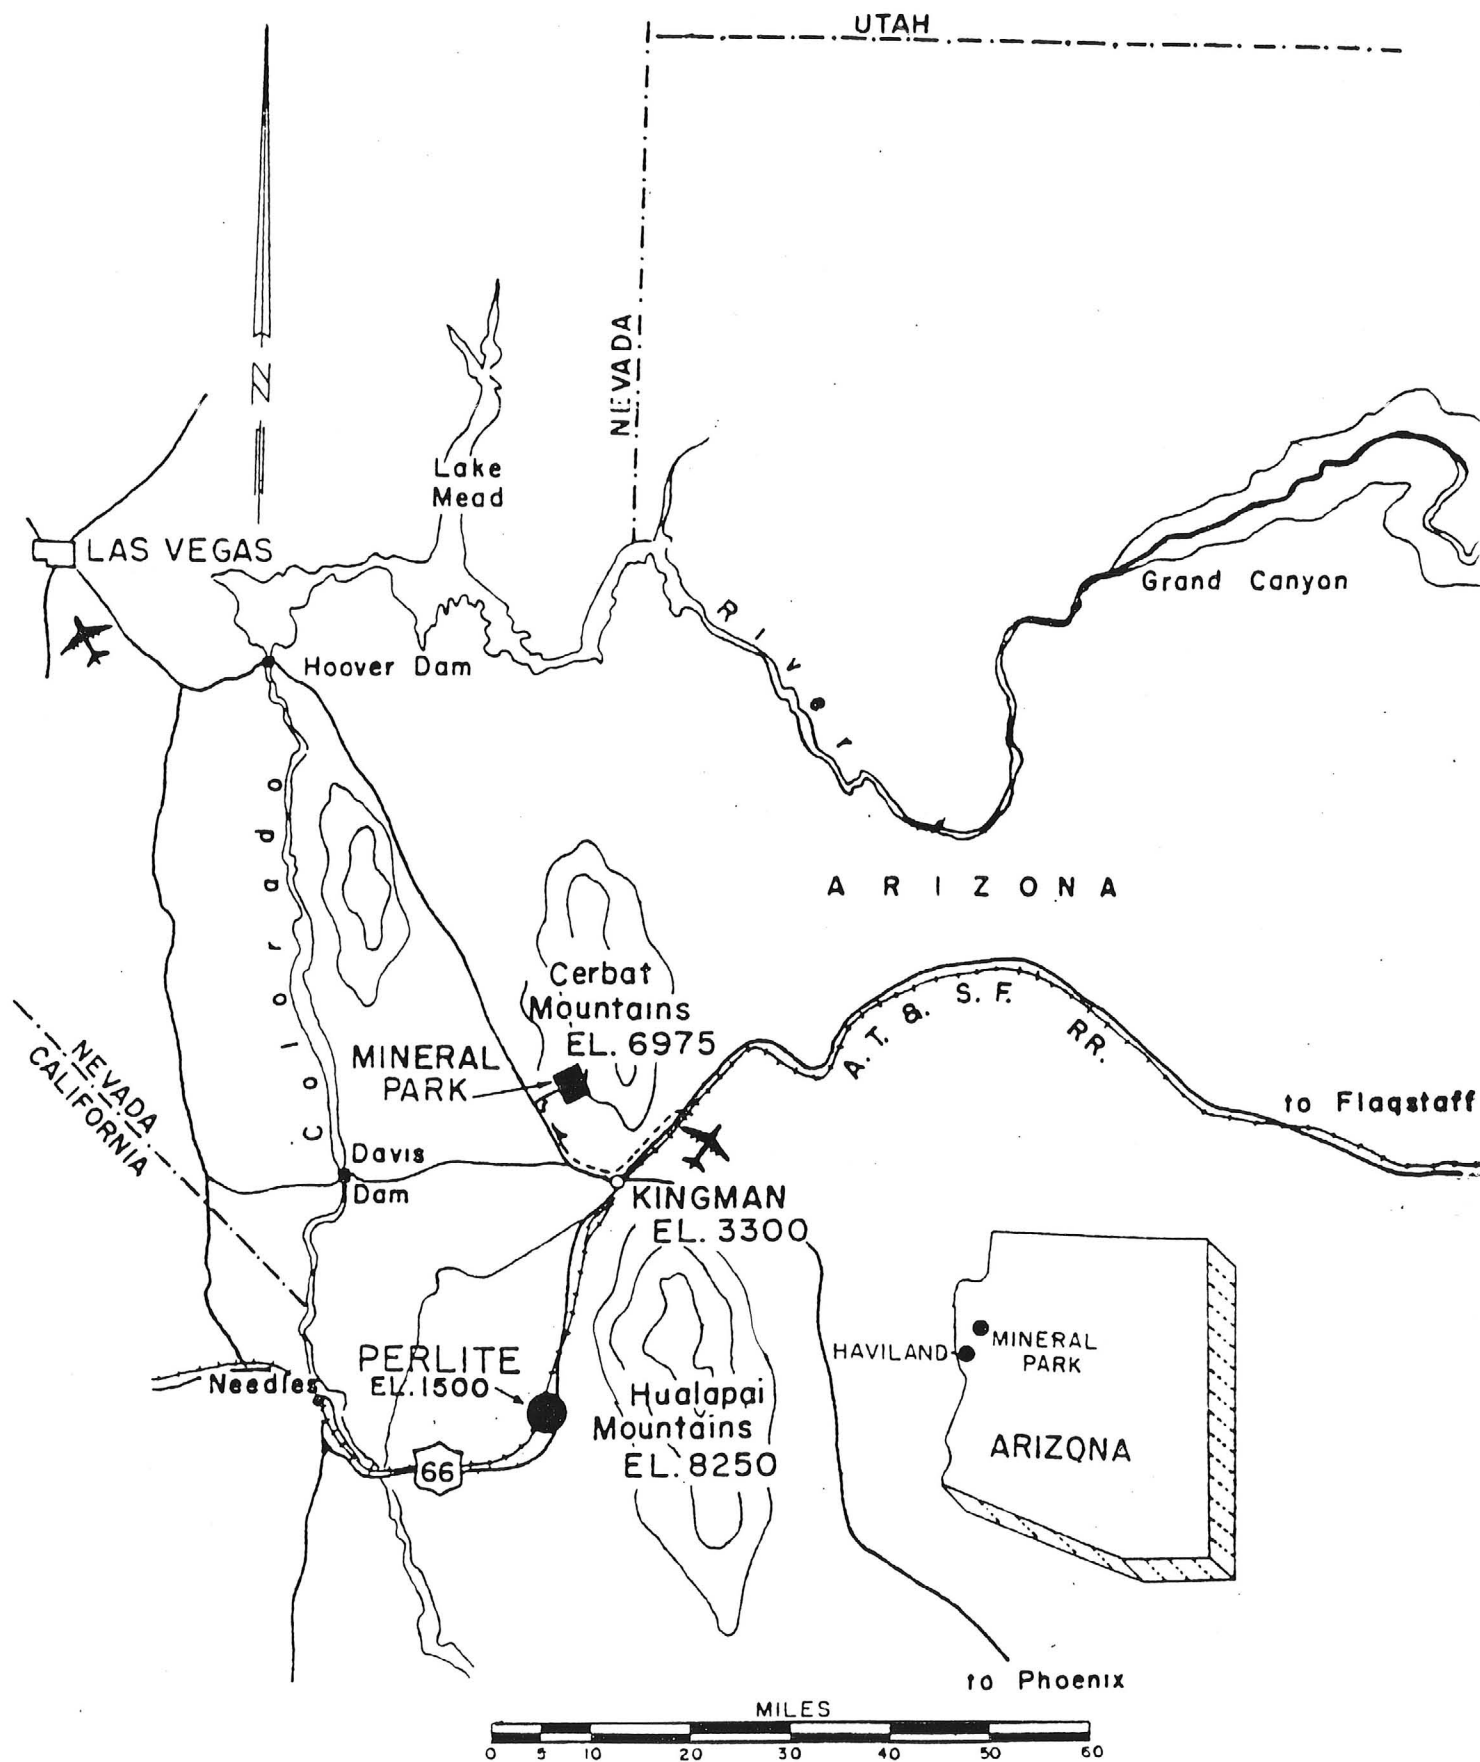 UTAH
NEVADA
N
Lake
Mead
LAS VEGAS
Grand Canyon
River
Hoover Dam
Colorado
ARIZONA
Cerbat
Mountains
EL. 6975
A.T. & S.F. RR.
MINERAL
PARK
NEVADA
CALIFORNIA
to Flagstaff
Davis
Dam
KINGMAN
EL. 3300
HAVILAND
MINERAL
PARK
PERLITE
EL. 1500
Needles
Hualapai
Mountains
EL. 8250
ARIZONA
66
to Phoenix
MILES
0 5 10 20 30 40 50 60